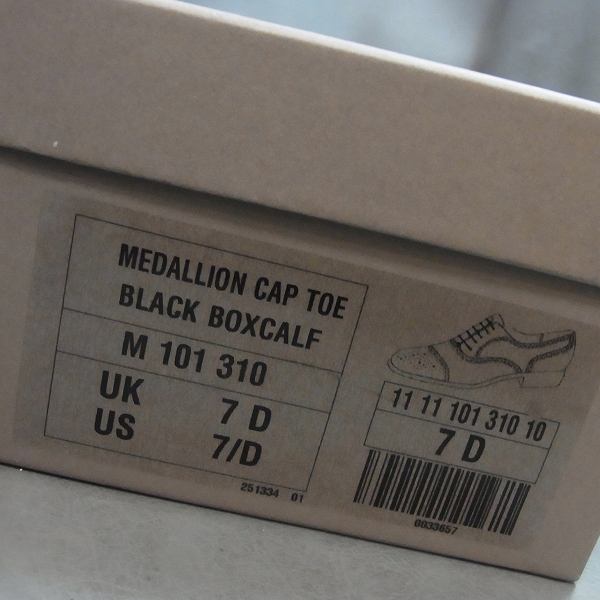 MEDALLION CAP TOE
BLACK BOXCALF
M 101 310
UK 7 D
US 7/D
251334 01
11 11 101 310 10
7 D
0033657